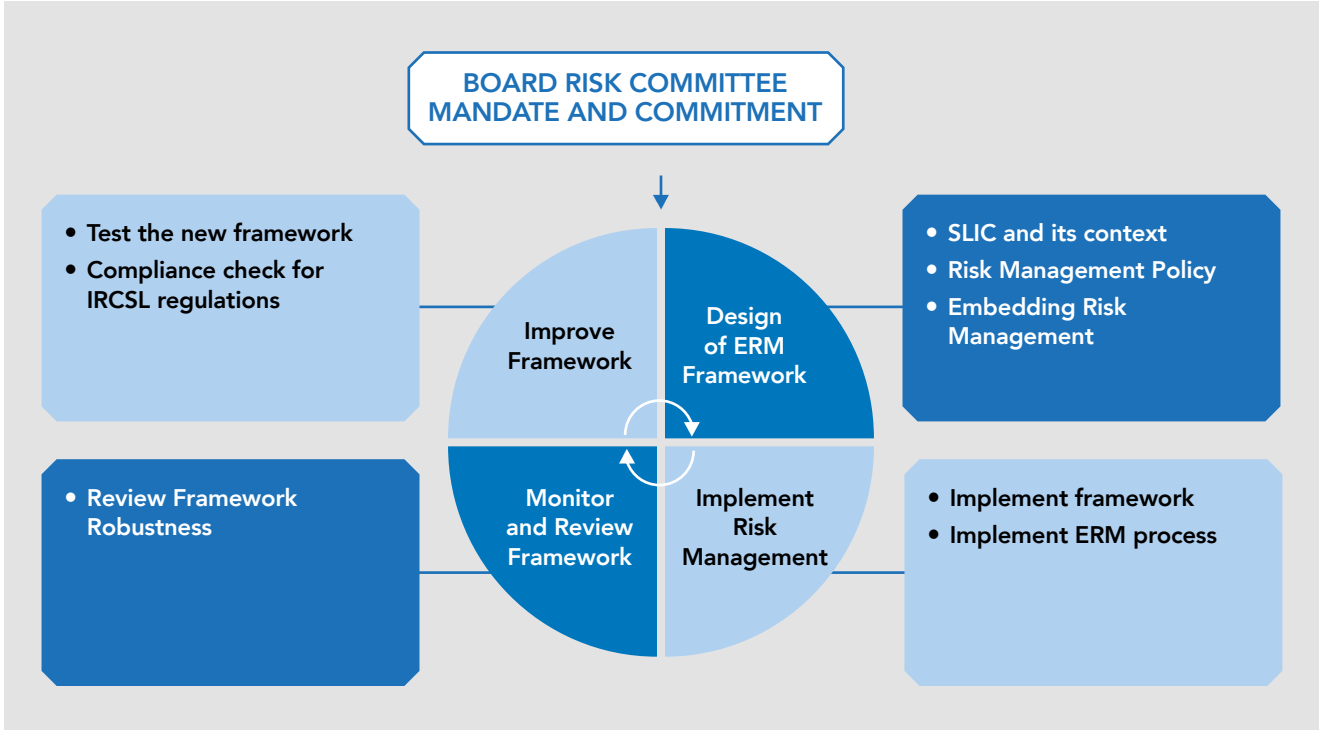 BOARD RISK COMMITTEE
MANDATE AND COMMITMENT
• Test the new framework
• Compliance check for
IRCSL regulations
Improve
Framework
Design
of ERM
Framework
• SLIC and its context
• Risk Management Policy
• Embedding Risk
Management
• Review Framework
Robustness
Monitor
and Review
Framework
Implement
Risk
Management
• Implement framework
• Implement ERM process